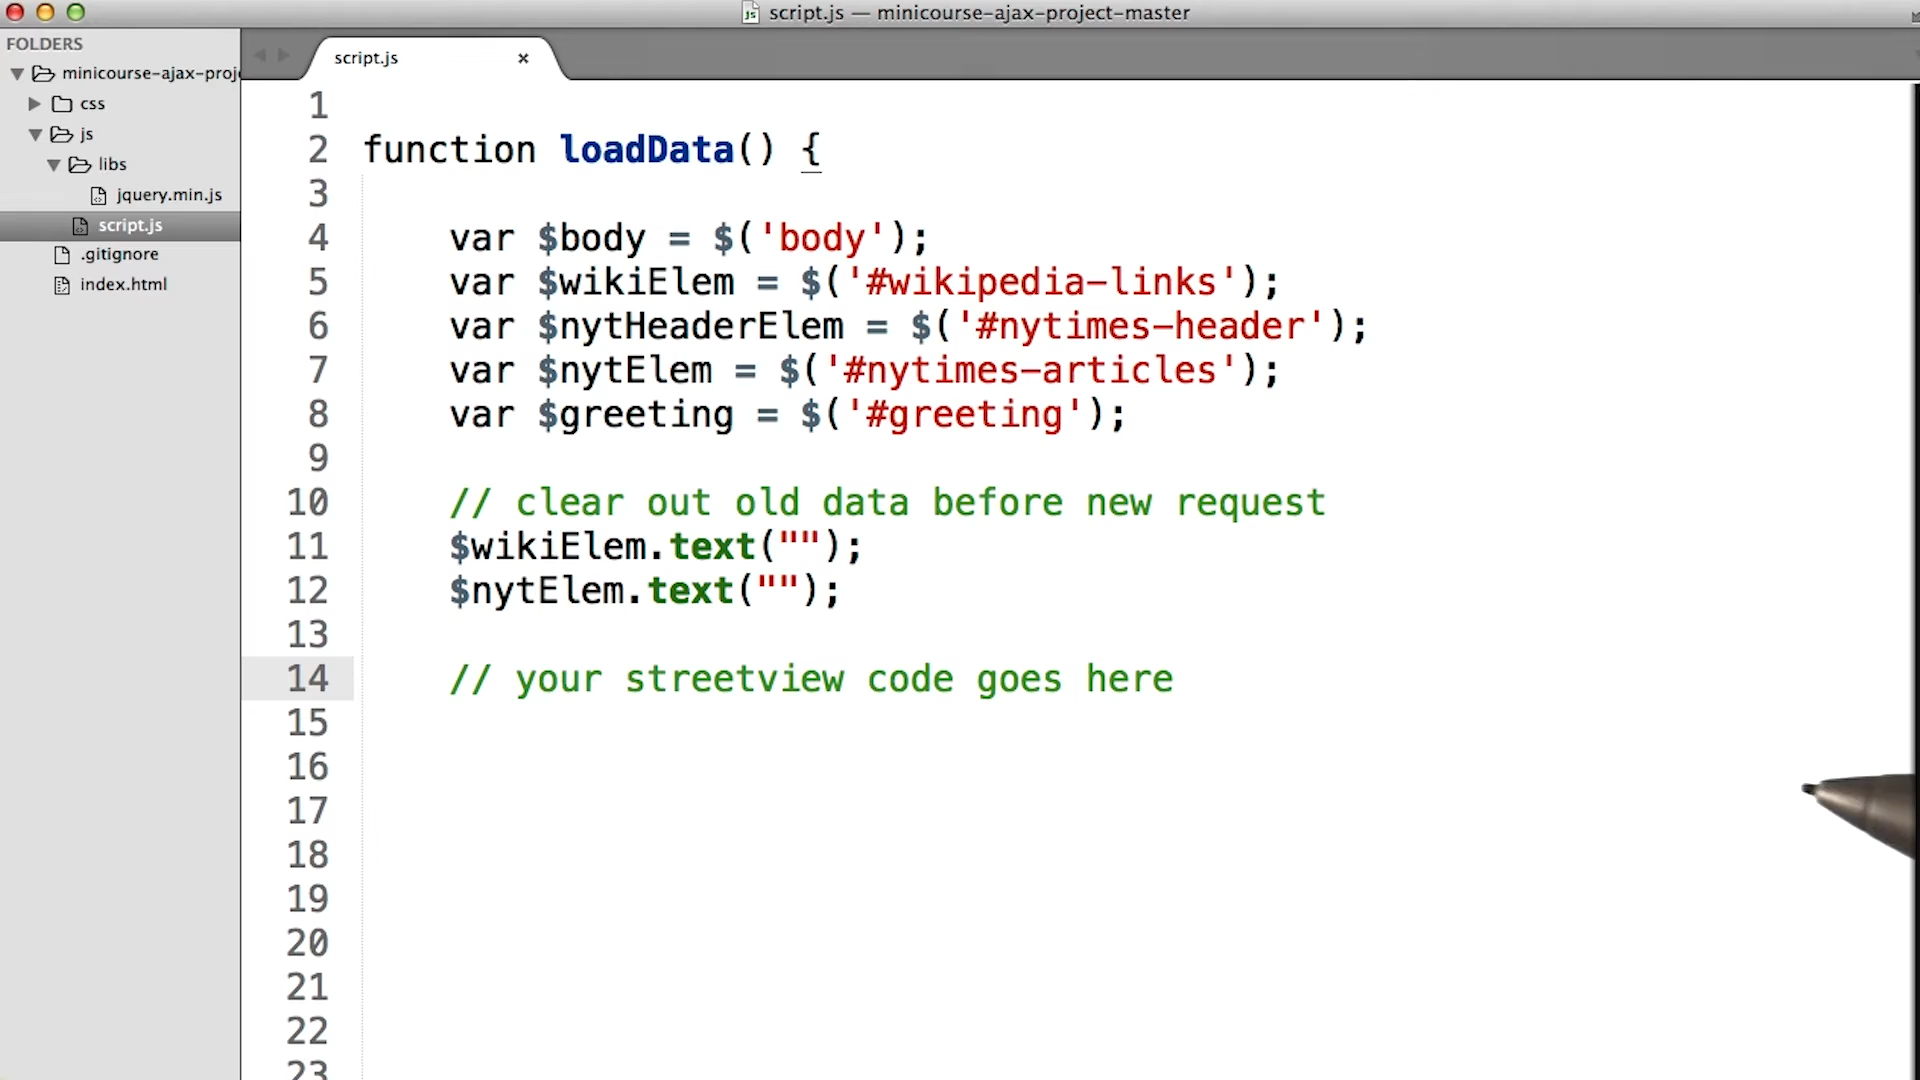 script.js — minicourse-ajax-project-master
FOLDERS
minicourse-ajax-proj
css
js
libs
jquery.min.js
script.js
.gitignore
index.html
script.js ×
1
2 function loadData() {
3
4 var $body = $('body');
5 var $wikiElem = $('#wikipedia-links');
6 var $nytHeaderElem = $('#nytimes-header');
7 var $nytElem = $('#nytimes-articles');
8 var $greeting = $('#greeting');
9
10 // clear out old data before new request
11 $wikiElem.text("");
12 $nytElem.text("");
13
14 // your streetview code goes here
15
16
17
18
19
20
21
22
23